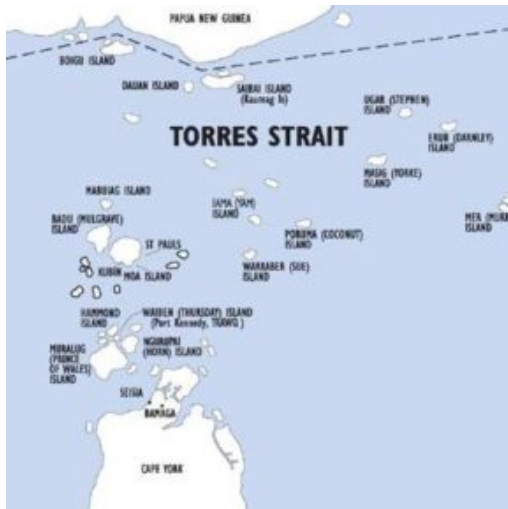 PAPUA NEW GUINEA
BOIGU ISLAND
DAUAN ISLAND
SAIBAI ISLAND
(Kaumag Is)
UGAR (STEPHEN)
ISLAND
ERUB (DARNLEY)
ISLAND
TORRES STRAIT
MASIG (YORKE)
ISLAND
MABUIAG ISLAND
BADU (MULGRAVE)
ISLAND
IAMA (YAM)
ISLAND
PORUMA (COCONUT)
ISLAND
MER
ISLAND
ST PAULS
KUBIN
MOA ISLAND
WARRABER (SUE)
ISLAND
HAMMOND
ISLAND
WAIBEN (THURSDAY) ISLAND
(Port Kennedy, TRAWQ)
MURALUG
(PRINCE
OF WALES)
ISLAND
NGURUPAI
(HORN) ISLAND
SEISIA
BAMAGA
CAPE YORK